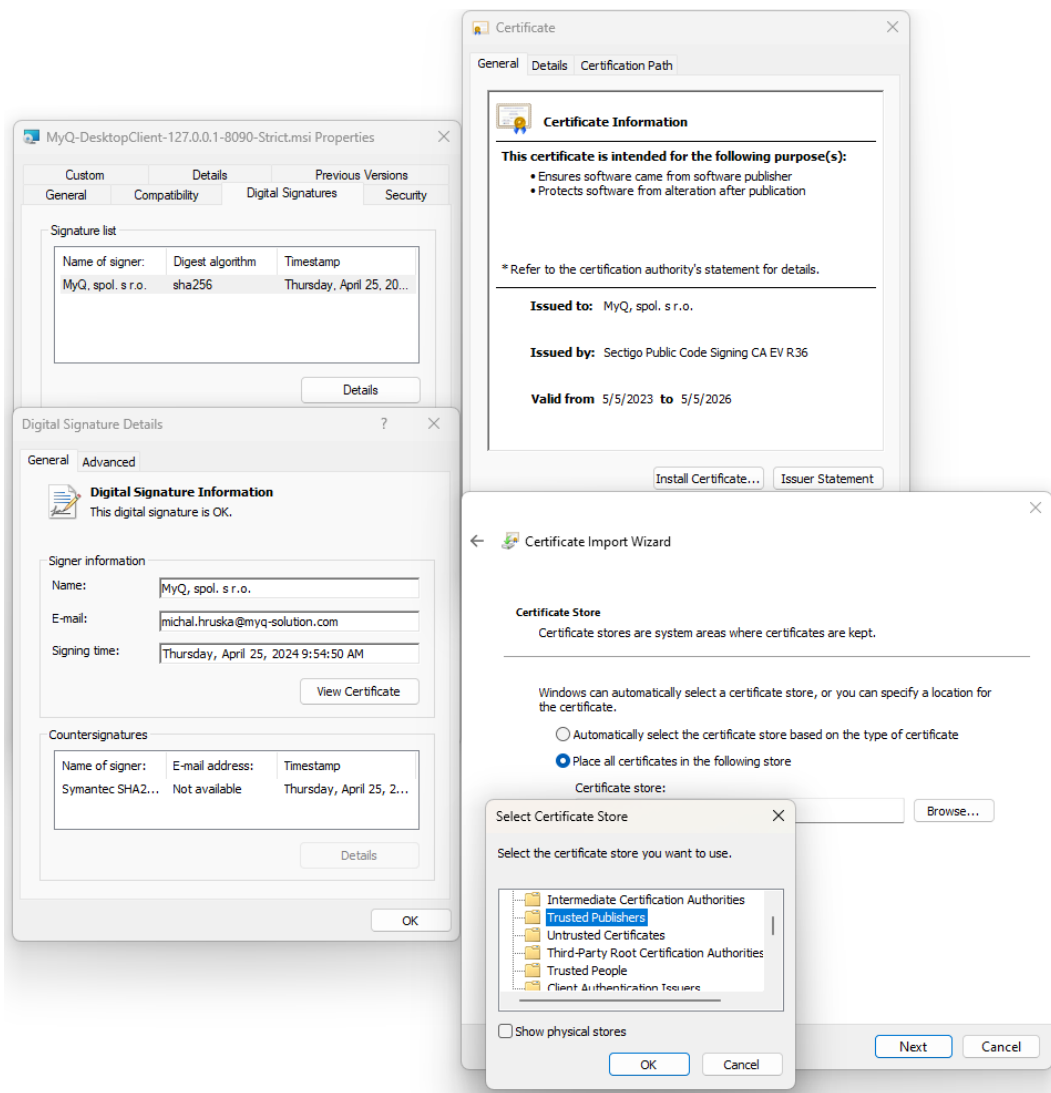 Certificate
General Details Certification Path
Certificate Information
This certificate is intended for the following purpose(s):
• Ensures software came from software publisher
• Protects software from alteration after publication
* Refer to the certification authority's statement for details.
Issued to: MyQ, spol. s r.o.
Issued by: Sectigo Public Code Signing CA EV R36
Valid from 5/5/2023 to 5/5/2026
Install Certificate... Issuer Statement
MyQ-DesktopClient-127.0.0.1-8090-Strict.msi Properties
Custom Details Previous Versions
General Compatibility Digital Signatures Security
Signature list
Name of signer: Digest algorithm Timestamp
MyQ, spol. s r.o. sha256 Thursday, April 25, 20...
Details
Digital Signature Details ?
General Advanced
Digital Signature Information
This digital signature is OK.
Signer information
Name: MyQ, spol. s r.o.
E-mail: michal.hruska@myq-solution.com
Signing time: Thursday, April 25, 2024 9:54:50 AM
View Certificate
Countersignatures
Name of signer: E-mail address: Timestamp
Symantec SHA2... Not available Thursday, April 25, 2...
Details
OK
Certificate Import Wizard
Certificate Store
Certificate stores are system areas where certificates are kept.
Windows can automatically select a certificate store, or you can specify a location for
the certificate.
Automatically select the certificate store based on the type of certificate
Place all certificates in the following store
Certificate store:
Browse...
Select Certificate Store
Select the certificate store you want to use.
Intermediate Certification Authorities
Trusted Publishers
Untrusted Certificates
Third-Party Root Certification Authorities
Trusted People
Client Authentication Issuers
Show physical stores
OK Cancel
Next Cancel